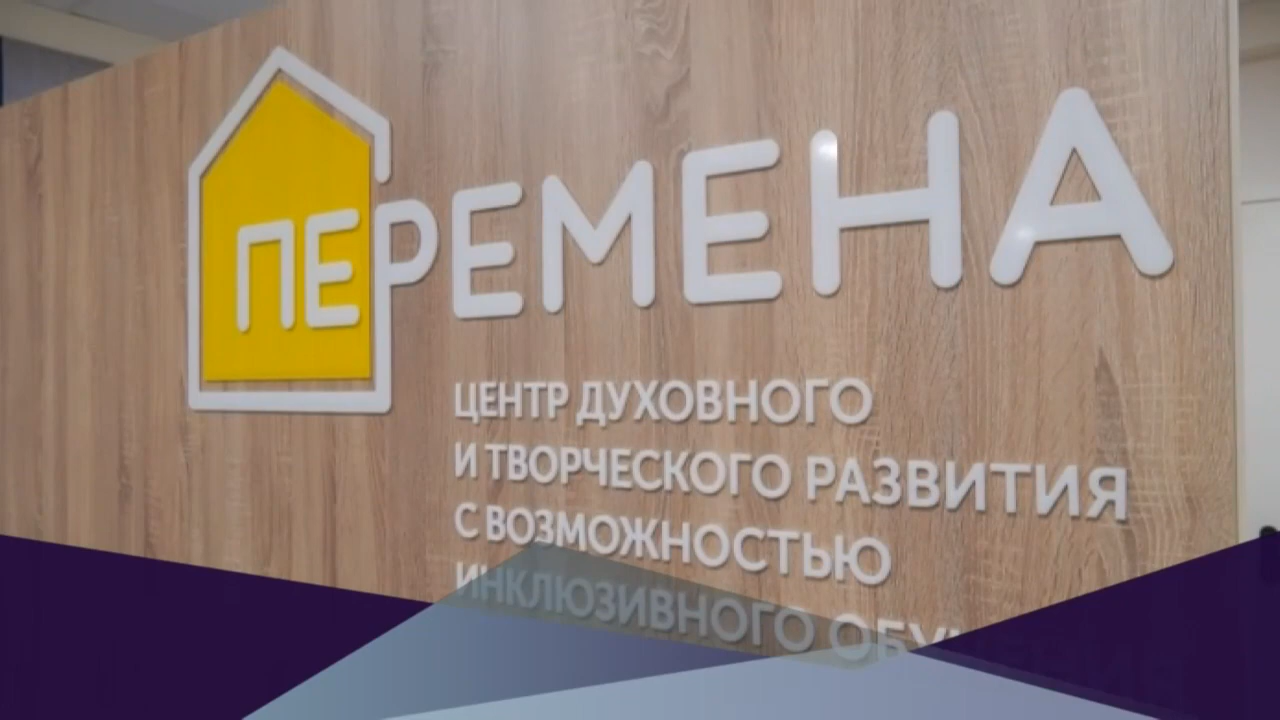 ПЕРЕМЕНА
ЦЕНТР ДУХОВНОГО
И ТВОРЧЕСКОГО РАЗВИТИЯ
С ВОЗМОЖНОСТЬЮ
ИНКЛЮЗИВНОГО